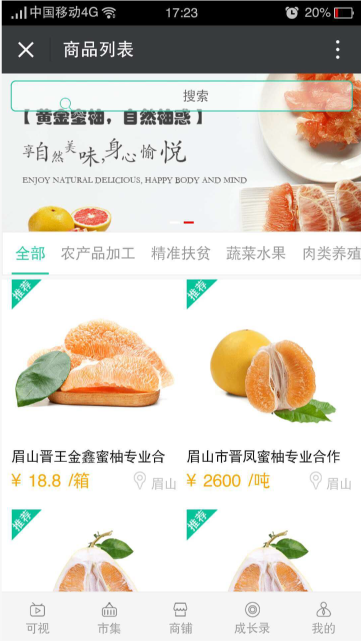 中国移动4G 17:23 20%
商品列表
搜索
【黄金蜜柚,自然柚惑】
享自然美味,身心愉悦
ENJOY NATURAL DELICIOUS, HAPPY BODY AND MIND
全部 农产品加工 精准扶贫 蔬菜水果 肉类养殖
推荐 推荐
眉山晋王金鑫蜜柚专业合 眉山市晋凤蜜柚专业合作
¥ 18.8 /箱 眉山 ¥ 2600 /吨 眉山
推荐 推荐
可视 市集 商铺 成长录 我的